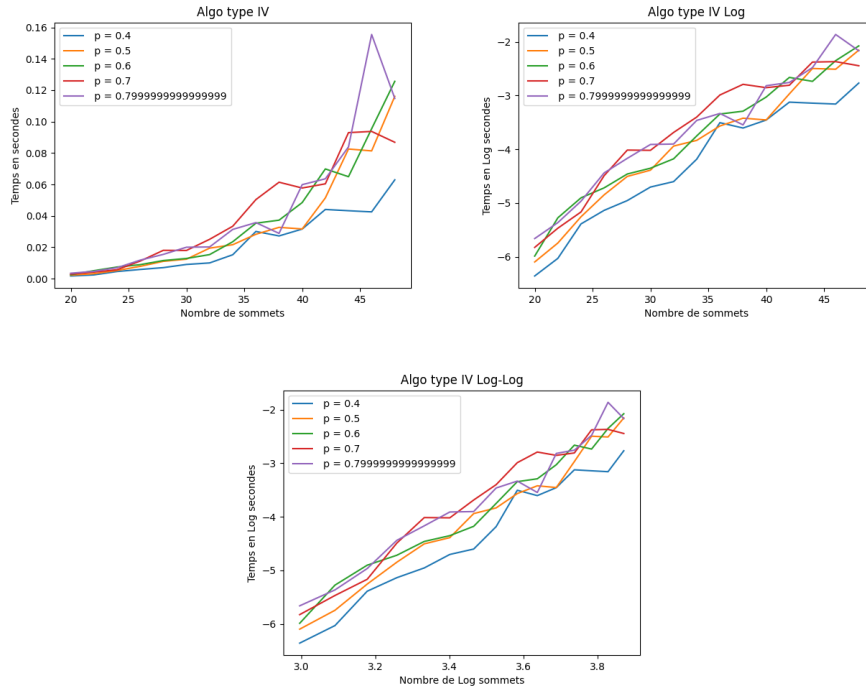 Algo type IV
Temps en secondes
0.16
0.14
0.12
0.10
0.08
0.06
0.04
0.02
0.00
p = 0.4
p = 0.5
p = 0.6
p = 0.7
p = 0.7999999999999999
20
25
30
35
40
45
Nombre de sommets
Algo type IV Log
Temps en Log secondes
−2
−3
−4
−5
−6
p = 0.4
p = 0.5
p = 0.6
p = 0.7
p = 0.7999999999999999
20
25
30
35
40
45
Nombre de sommets
Algo type IV Log-Log
Temps en Log secondes
−2
−3
−4
−5
−6
p = 0.4
p = 0.5
p = 0.6
p = 0.7
p = 0.7999999999999999
3.0
3.2
3.4
3.6
3.8
Nombre de Log sommets